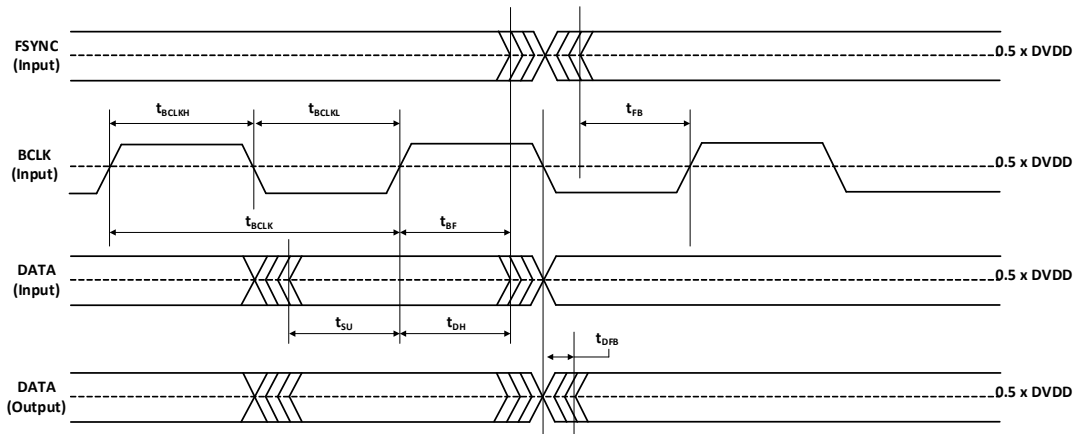 FSYNC
(Input)
0.5 x DVDD
tBCLKH
tBCLKL
tFB
BCLK
(Input)
0.5 x DVDD
tBCLK
tBF
DATA
(Input)
0.5 x DVDD
tSU
tDH
tDFB
DATA
(Output)
0.5 x DVDD